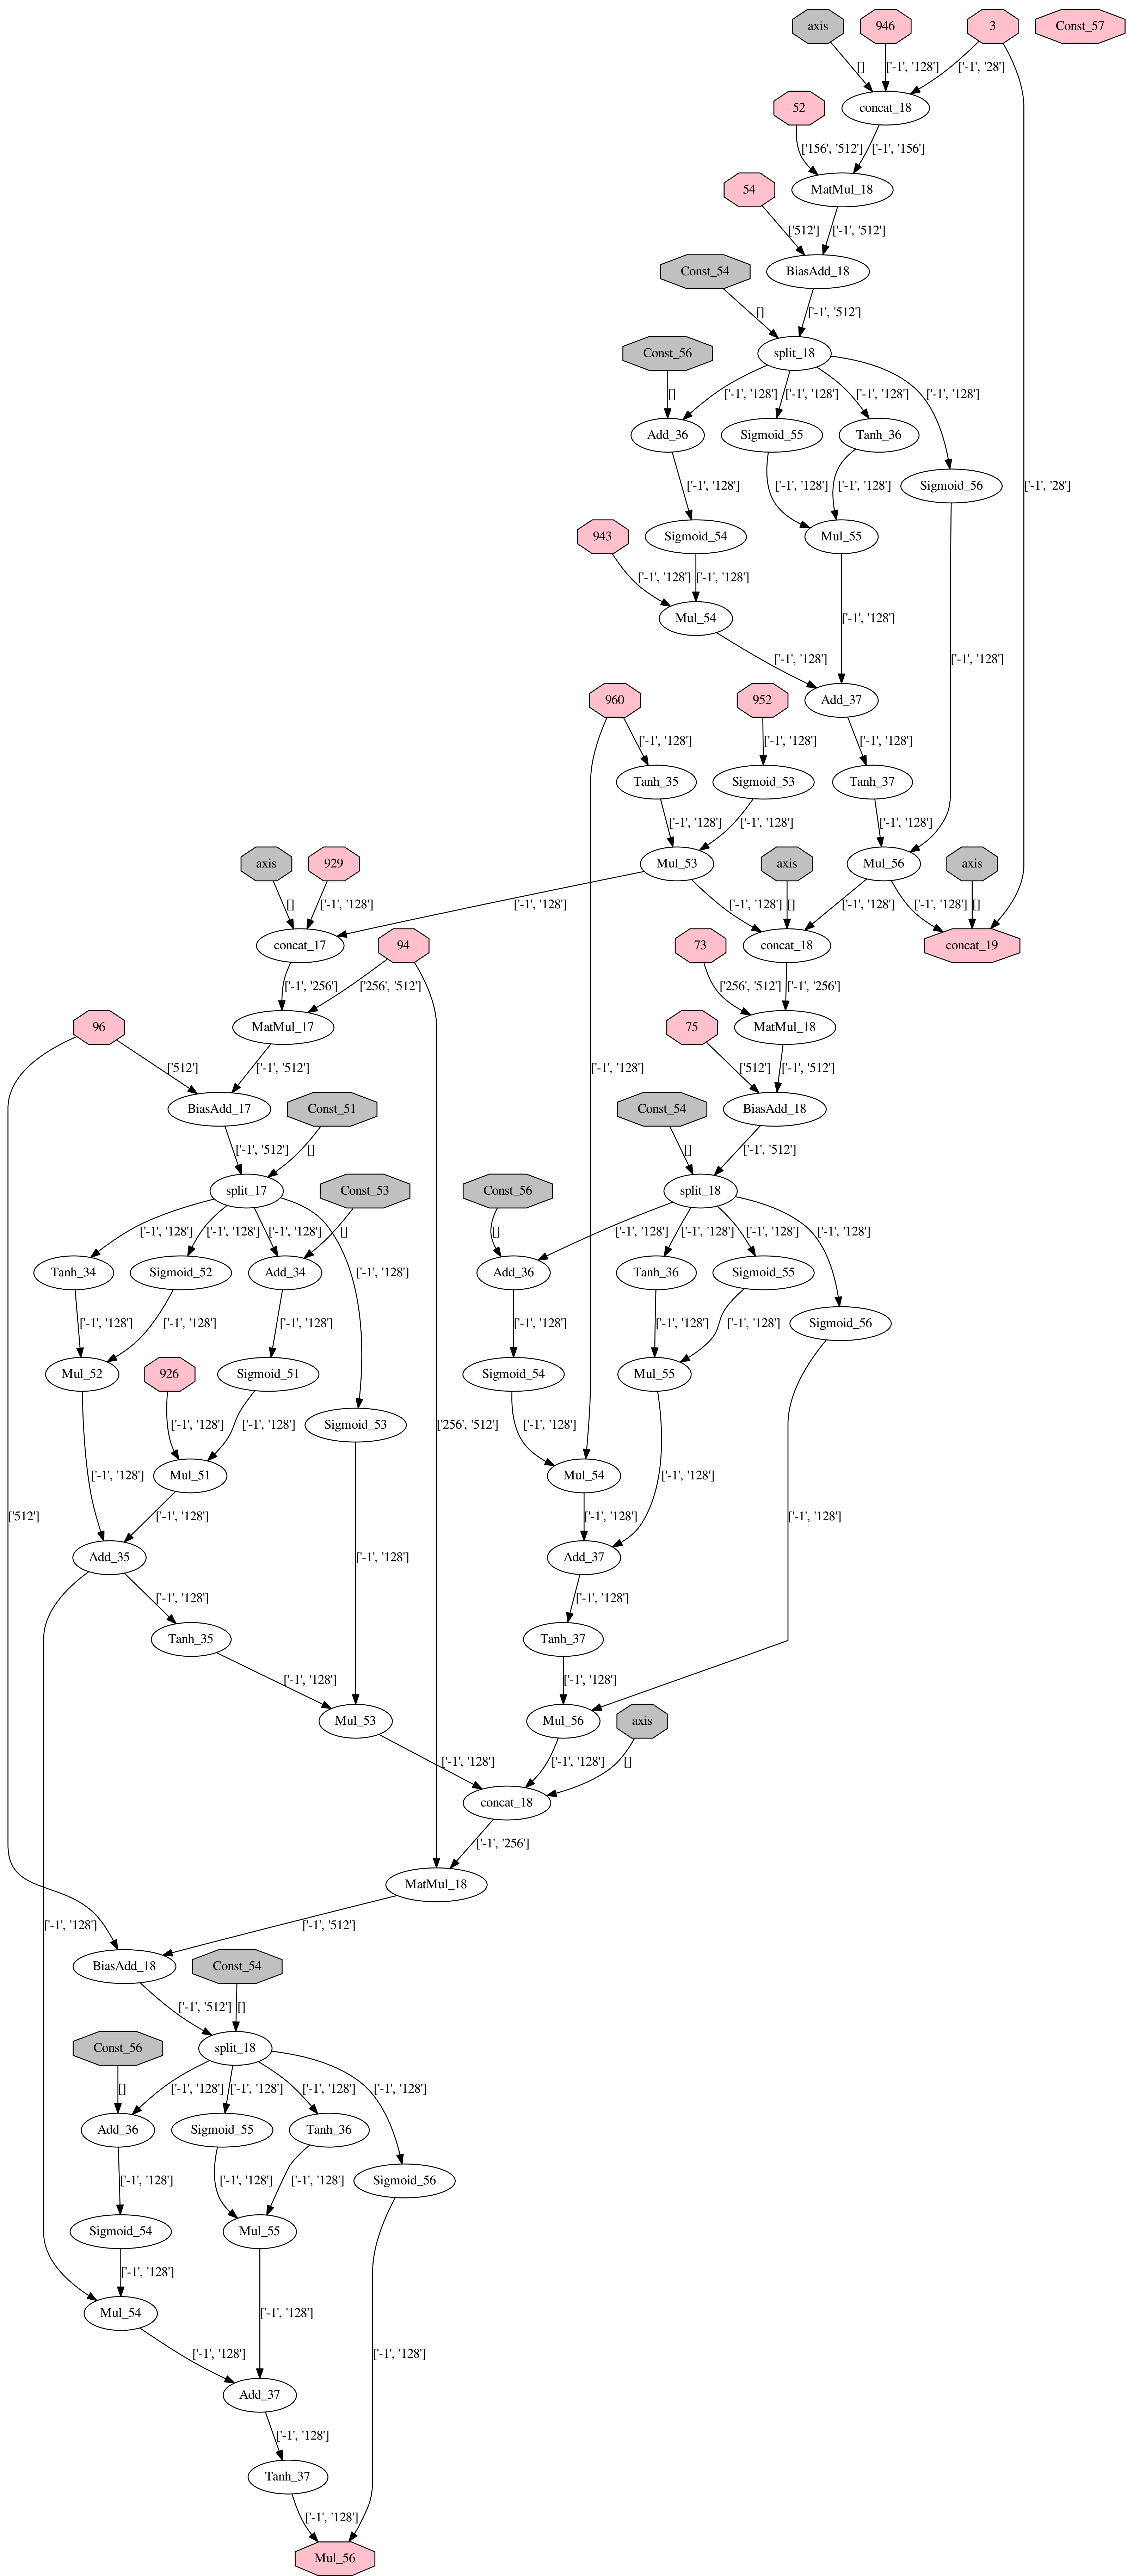 axis 946 3 Const_57
[] ['-1', '128'] ['-1', '28']
52 concat_18
['156', '512'] ['-1', '156']
54 MatMul_18
['512'] ['-1', '512']
Const_54 BiasAdd_18
[] ['-1', '512']
Const_56 split_18
[] ['-1', '128'] ['-1', '128'] ['-1', '128'] ['-1', '128']
Add_36 Sigmoid_55 Tanh_36
['-1', '128'] ['-1', '128'] ['-1', '128'] Sigmoid_56 ['-1', '28']
943 Sigmoid_54 Mul_55
['-1', '128'] ['-1', '128']
Mul_54 ['-1', '128']
['-1', '128'] ['-1', '128']
960 952 Add_37
['-1', '128'] ['-1', '128'] ['-1', '128']
Tanh_35 Sigmoid_53 Tanh_37
['-1', '128'] ['-1', '128'] ['-1', '128']
axis 929 Mul_53 axis Mul_56 axis
[] ['-1', '128'] ['-1', '128'] ['-1', '128'] [] ['-1', '128'] ['-1', '128'] []
concat_17 94 73 concat_18 concat_19
['-1', '256'] ['256', '512'] ['256', '512'] ['-1', '256']
96 MatMul_17 75 MatMul_18
['512'] ['-1', '512'] ['-1', '128'] ['512'] ['-1', '512']
BiasAdd_17 Const_51 Const_54 BiasAdd_18
['-1', '512'] [] [] ['-1', '512']
split_17 Const_53 Const_56 split_18
['-1', '128'] ['-1', '128'] ['-1', '128'] [] [] ['-1', '128'] ['-1', '128'] ['-1', '128'] ['-1', '128']
Tanh_34 Sigmoid_52 Add_34 ['-1', '128'] Add_36 Tanh_36 Sigmoid_55
['-1', '128'] ['-1', '128'] ['-1', '128'] ['-1', '128'] ['-1', '128'] ['-1', '128'] Sigmoid_56
Mul_52 926 Sigmoid_51 Sigmoid_54 Mul_55
['-1', '128'] ['-1', '128'] Sigmoid_53 ['256', '512'] ['-1', '128']
['-1', '128'] Mul_51 Mul_54 ['-1', '128']
['512'] ['-1', '128'] ['-1', '128'] ['-1', '128']
Add_35 ['-1', '128'] Add_37
['-1', '128'] ['-1', '128']
Tanh_35 Tanh_37
['-1', '128'] ['-1', '128']
Mul_53 Mul_56 axis
['-1', '128'] ['-1', '128'] []
concat_18
['-1', '256']
MatMul_18
['-1', '128'] ['-1', '512']
BiasAdd_18 Const_54
['-1', '512'] []
Const_56 split_18
[] ['-1', '128'] ['-1', '128'] ['-1', '128'] ['-1', '128']
Add_36 Sigmoid_55 Tanh_36
['-1', '128'] ['-1', '128'] ['-1', '128'] Sigmoid_56
Sigmoid_54 Mul_55
['-1', '128']
Mul_54 ['-1', '128']
['-1', '128'] ['-1', '128']
Add_37
['-1', '128']
Tanh_37
['-1', '128']
Mul_56